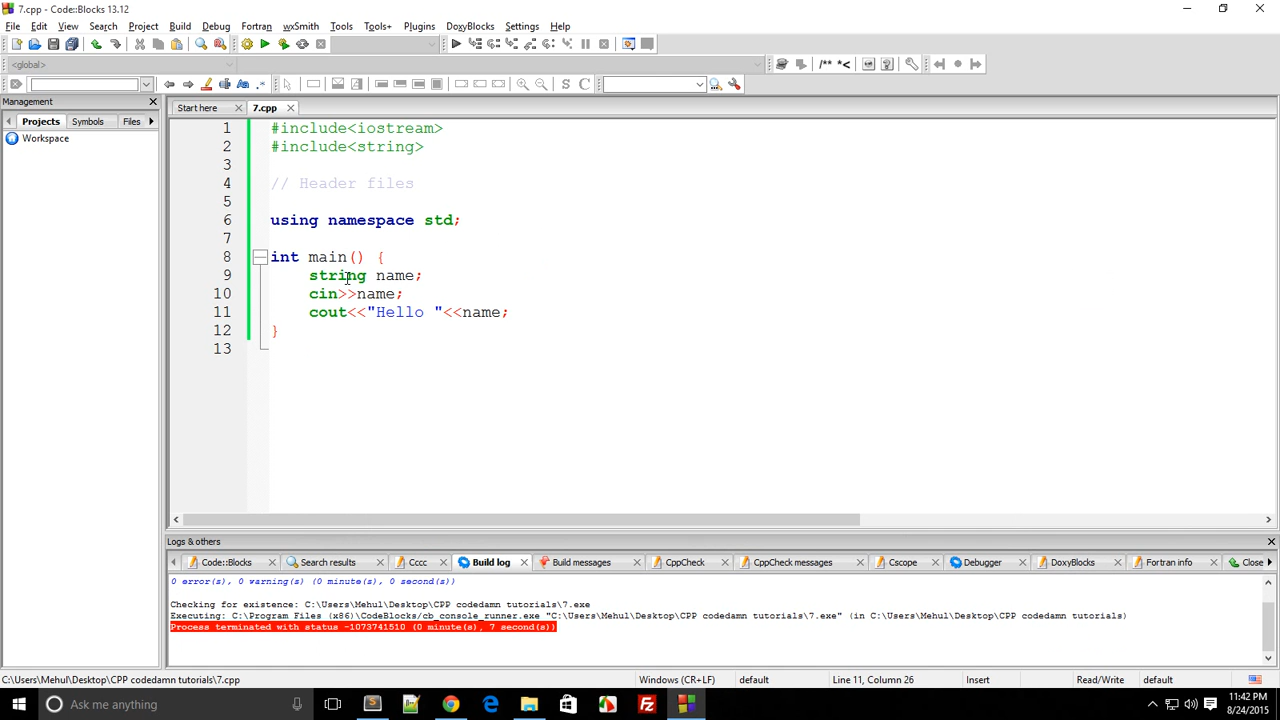 7.cpp - Code::Blocks 13.12
File Edit View Search Project Build Debug Fortran wxSmith Tools Tools+ Plugins DoxyBlocks Settings Help
<global>
/** *<
.*
S C
Management
Projects Symbols Files
Workspace
Start here 7.cpp
1 #include<iostream>
2 #include<string>
3
4 // Header files
5
6 using namespace std;
7
8 int main() {
9 string name;
10 cin>>name;
11 cout<<"Hello "<<name;
12 }
13
Logs & others
Code::Blocks Search results Cccc Build log Build messages CppCheck CppCheck messages Cscope Debugger DoxyBlocks Fortran info Close
0 error(s), 0 warning(s) (0 minute(s), 0 second(s))
Checking for existence: C:\Users\Mehul\Desktop\CPP codedamn tutorials\7.exe
Executing: C:\Program Files (x86)\CodeBlocks/cb_console_runner.exe "C:\Users\Mehul\Desktop\CPP codedamn tutorials\7.exe" (in C:\Users\Mehul\Desktop\CPP codedamn tutorials)
Process terminated with status -1073741510 (0 minute(s), 7 second(s))
C:\Users\Mehul\Desktop\CPP codedamn tutorials\7.cpp Windows (CR+LF) default Line 11, Column 26 Insert Read/Write default
Ask me anything
11:42 PM
8/24/2015